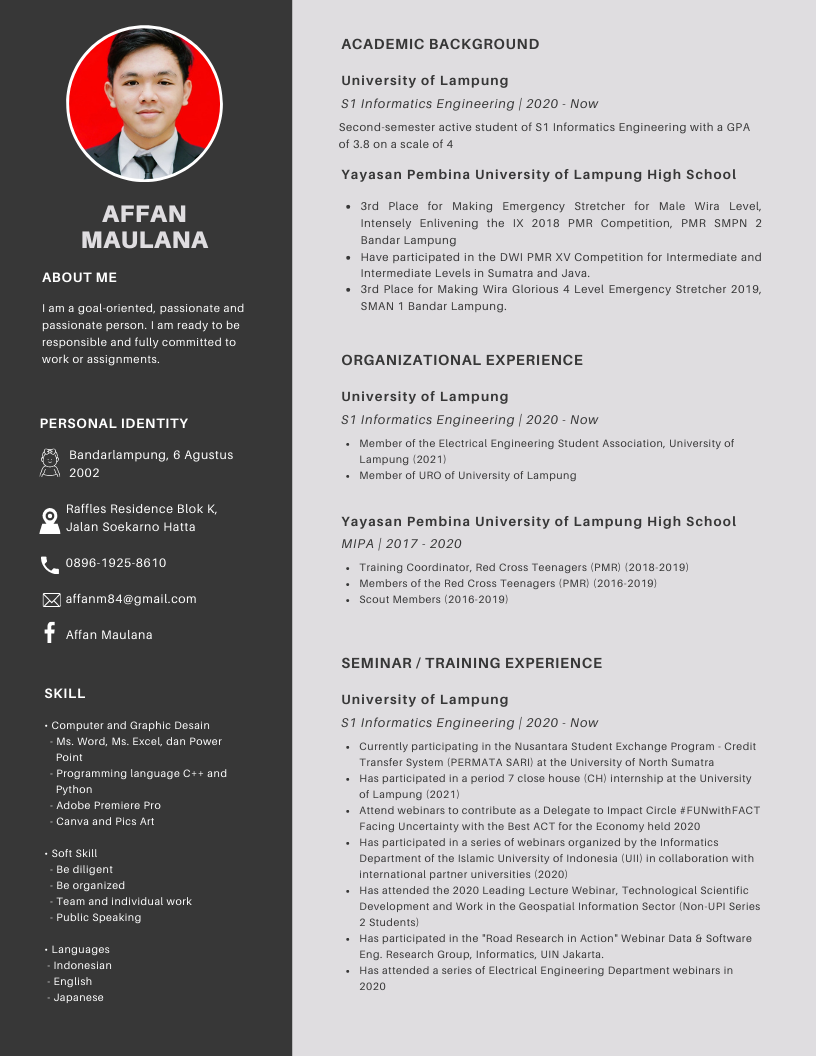 AFFAN
MAULANA
ABOUT ME
I am a goal-oriented, passionate and
passionate person. I am ready to be
responsible and fully committed to
work or assignments.
PERSONAL IDENTITY
Bandarlampung, 6 Agustus
2002
Raffles Residence Blok K,
Jalan Soekarno Hatta
0896-1925-8610
affanm84@gmail.com
Affan Maulana
SKILL
• Computer and Graphic Desain
- Ms. Word, Ms. Excel, dan Power
Point
- Programming language C++ and
Python
- Adobe Premiere Pro
- Canva and Pics Art
• Soft Skill
- Be diligent
- Be organized
- Team and individual work
- Public Speaking
• Languages
- Indonesian
- English
- Japanese
ACADEMIC BACKGROUND
University of Lampung
S1 Informatics Engineering | 2020 - Now
Second-semester active student of S1 Informatics Engineering with a GPA
of 3.8 on a scale of 4
Yayasan Pembina University of Lampung High School
• 3rd Place for Making Emergency Stretcher for Male Wira Level,
Intensely Enlivening the IX 2018 PMR Competition, PMR SMPN 2
Bandar Lampung
• Have participated in the DWI PMR XV Competition for Intermediate and
Intermediate Levels in Sumatra and Java.
• 3rd Place for Making Wira Glorious 4 Level Emergency Stretcher 2019,
SMAN 1 Bandar Lampung.
ORGANIZATIONAL EXPERIENCE
University of Lampung
S1 Informatics Engineering | 2020 - Now
• Member of the Electrical Engineering Student Association, University of
Lampung (2021)
• Member of URO of University of Lampung
Yayasan Pembina University of Lampung High School
MIPA | 2017 - 2020
• Training Coordinator, Red Cross Teenagers (PMR) (2018-2019)
• Members of the Red Cross Teenagers (PMR) (2016-2019)
• Scout Members (2016-2019)
SEMINAR / TRAINING EXPERIENCE
University of Lampung
S1 Informatics Engineering | 2020 - Now
• Currently participating in the Nusantara Student Exchange Program - Credit
Transfer System (PERMATA SARI) at the University of North Sumatra
• Has participated in a period 7 close house (CH) internship at the University
of Lampung (2021)
• Attend webinars to contribute as a Delegate to Impact Circle #FUNwithFACT
Facing Uncertainty with the Best ACT for the Economy held 2020
• Has participated in a series of webinars organized by the Informatics
Department of the Islamic University of Indonesia (UII) in collaboration with
international partner universities (2020)
• Has attended the 2020 Leading Lecture Webinar, Technological Scientific
Development and Work in the Geospatial Information Sector (Non-UPI Series
2 Students)
• Has participated in the "Road Research in Action" Webinar Data & Software
Eng. Research Group, Informatics, UIN Jakarta.
• Has attended a series of Electrical Engineering Department webinars in
2020